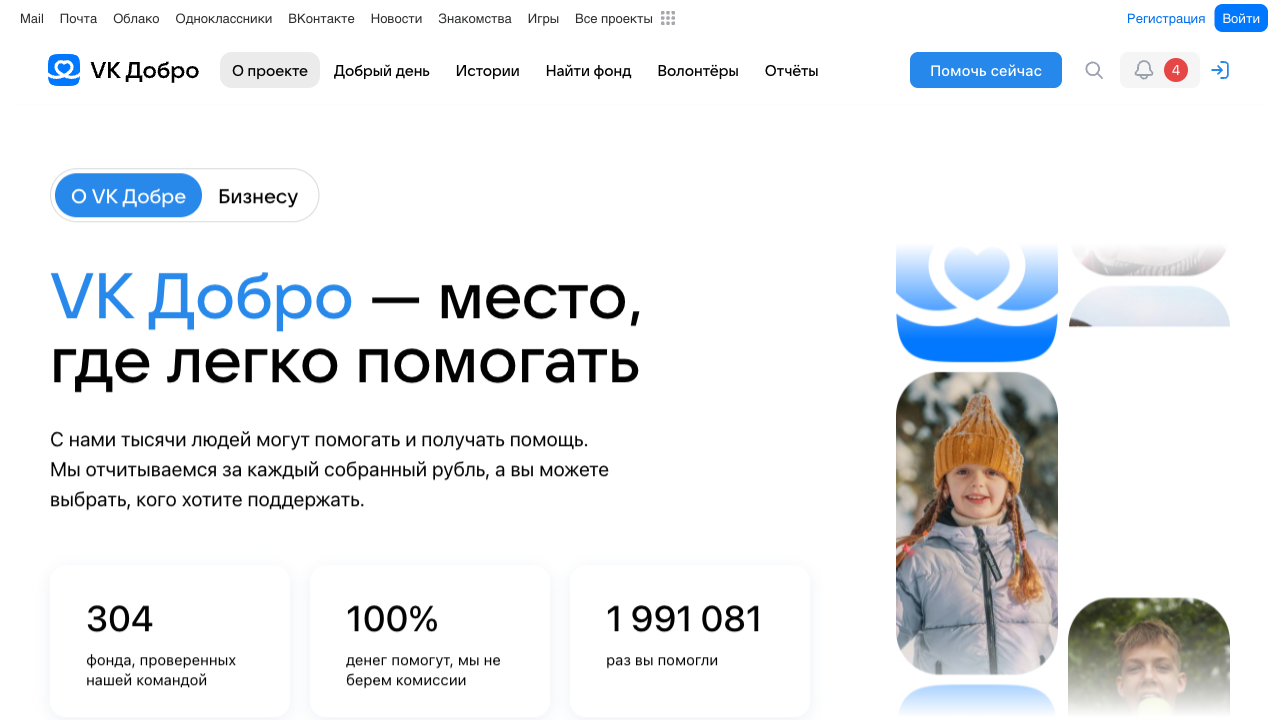 Mail Почта Облако Одноклассники ВКонтакте Новости Знакомства Игры Все проекты Регистрация Войти
VK Добро О проекте Добрый день Истории Найти фонд Волонтёры Отчёты Помочь сейчас 4
О VK Добре Бизнесу
VK Добро — место,
где легко помогать
С нами тысячи людей могут помогать и получать помощь.
Мы отчитываемся за каждый собранный рубль, а вы можете
выбрать, кого хотите поддержать.
304 100% 1 991 081
фонда, проверенных денег помогут, мы не раз вы помогли
нашей командой берем комиссии